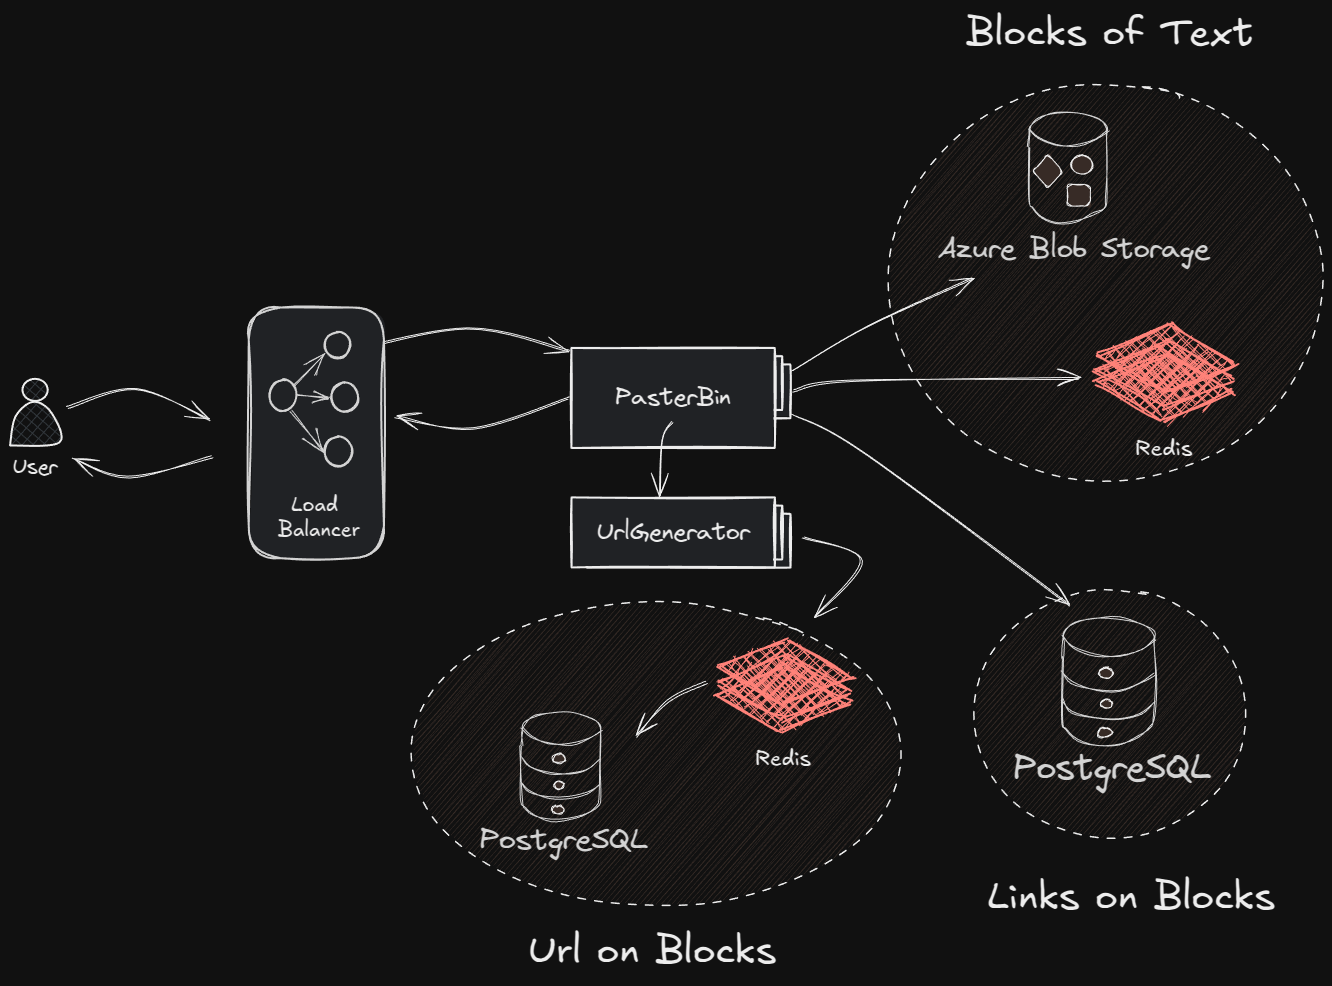 Blocks of Text
Azure Blob Storage
Redis
PasterBin
User
Load
Balancer
UrlGenerator
Redis
PostgreSQL
PostgreSQL
Links on Blocks
Url on Blocks